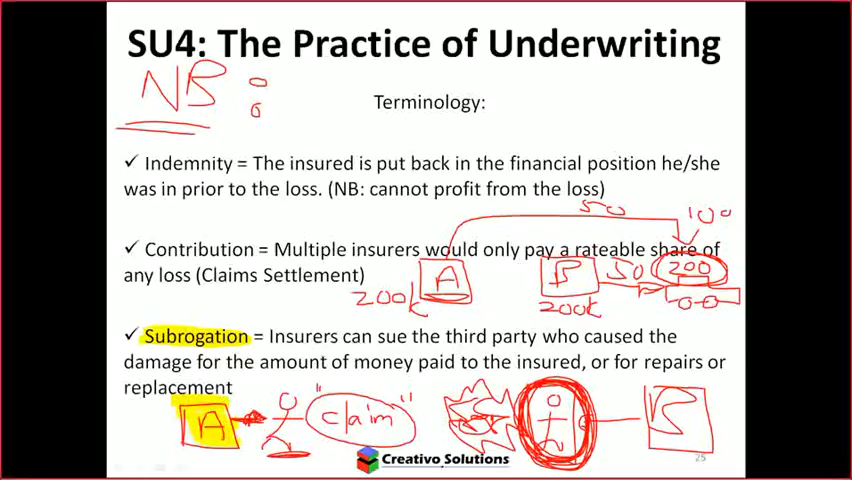 SU4: The Practice of Underwriting
NB:
Terminology:
✓ Indemnity = The insured is put back in the financial position he/she
was in prior to the loss. (NB: cannot profit from the loss)
50
100
✓ Contribution = Multiple insurers would only pay a rateable share of
any loss (Claims Settlement)
A
B
50
200
200k
200k
✓ Subrogation = Insurers can sue the third party who caused the
damage for the amount of money paid to the insured, or for repairs or
replacement
A
"claim"
B
Creativo Solutions
25